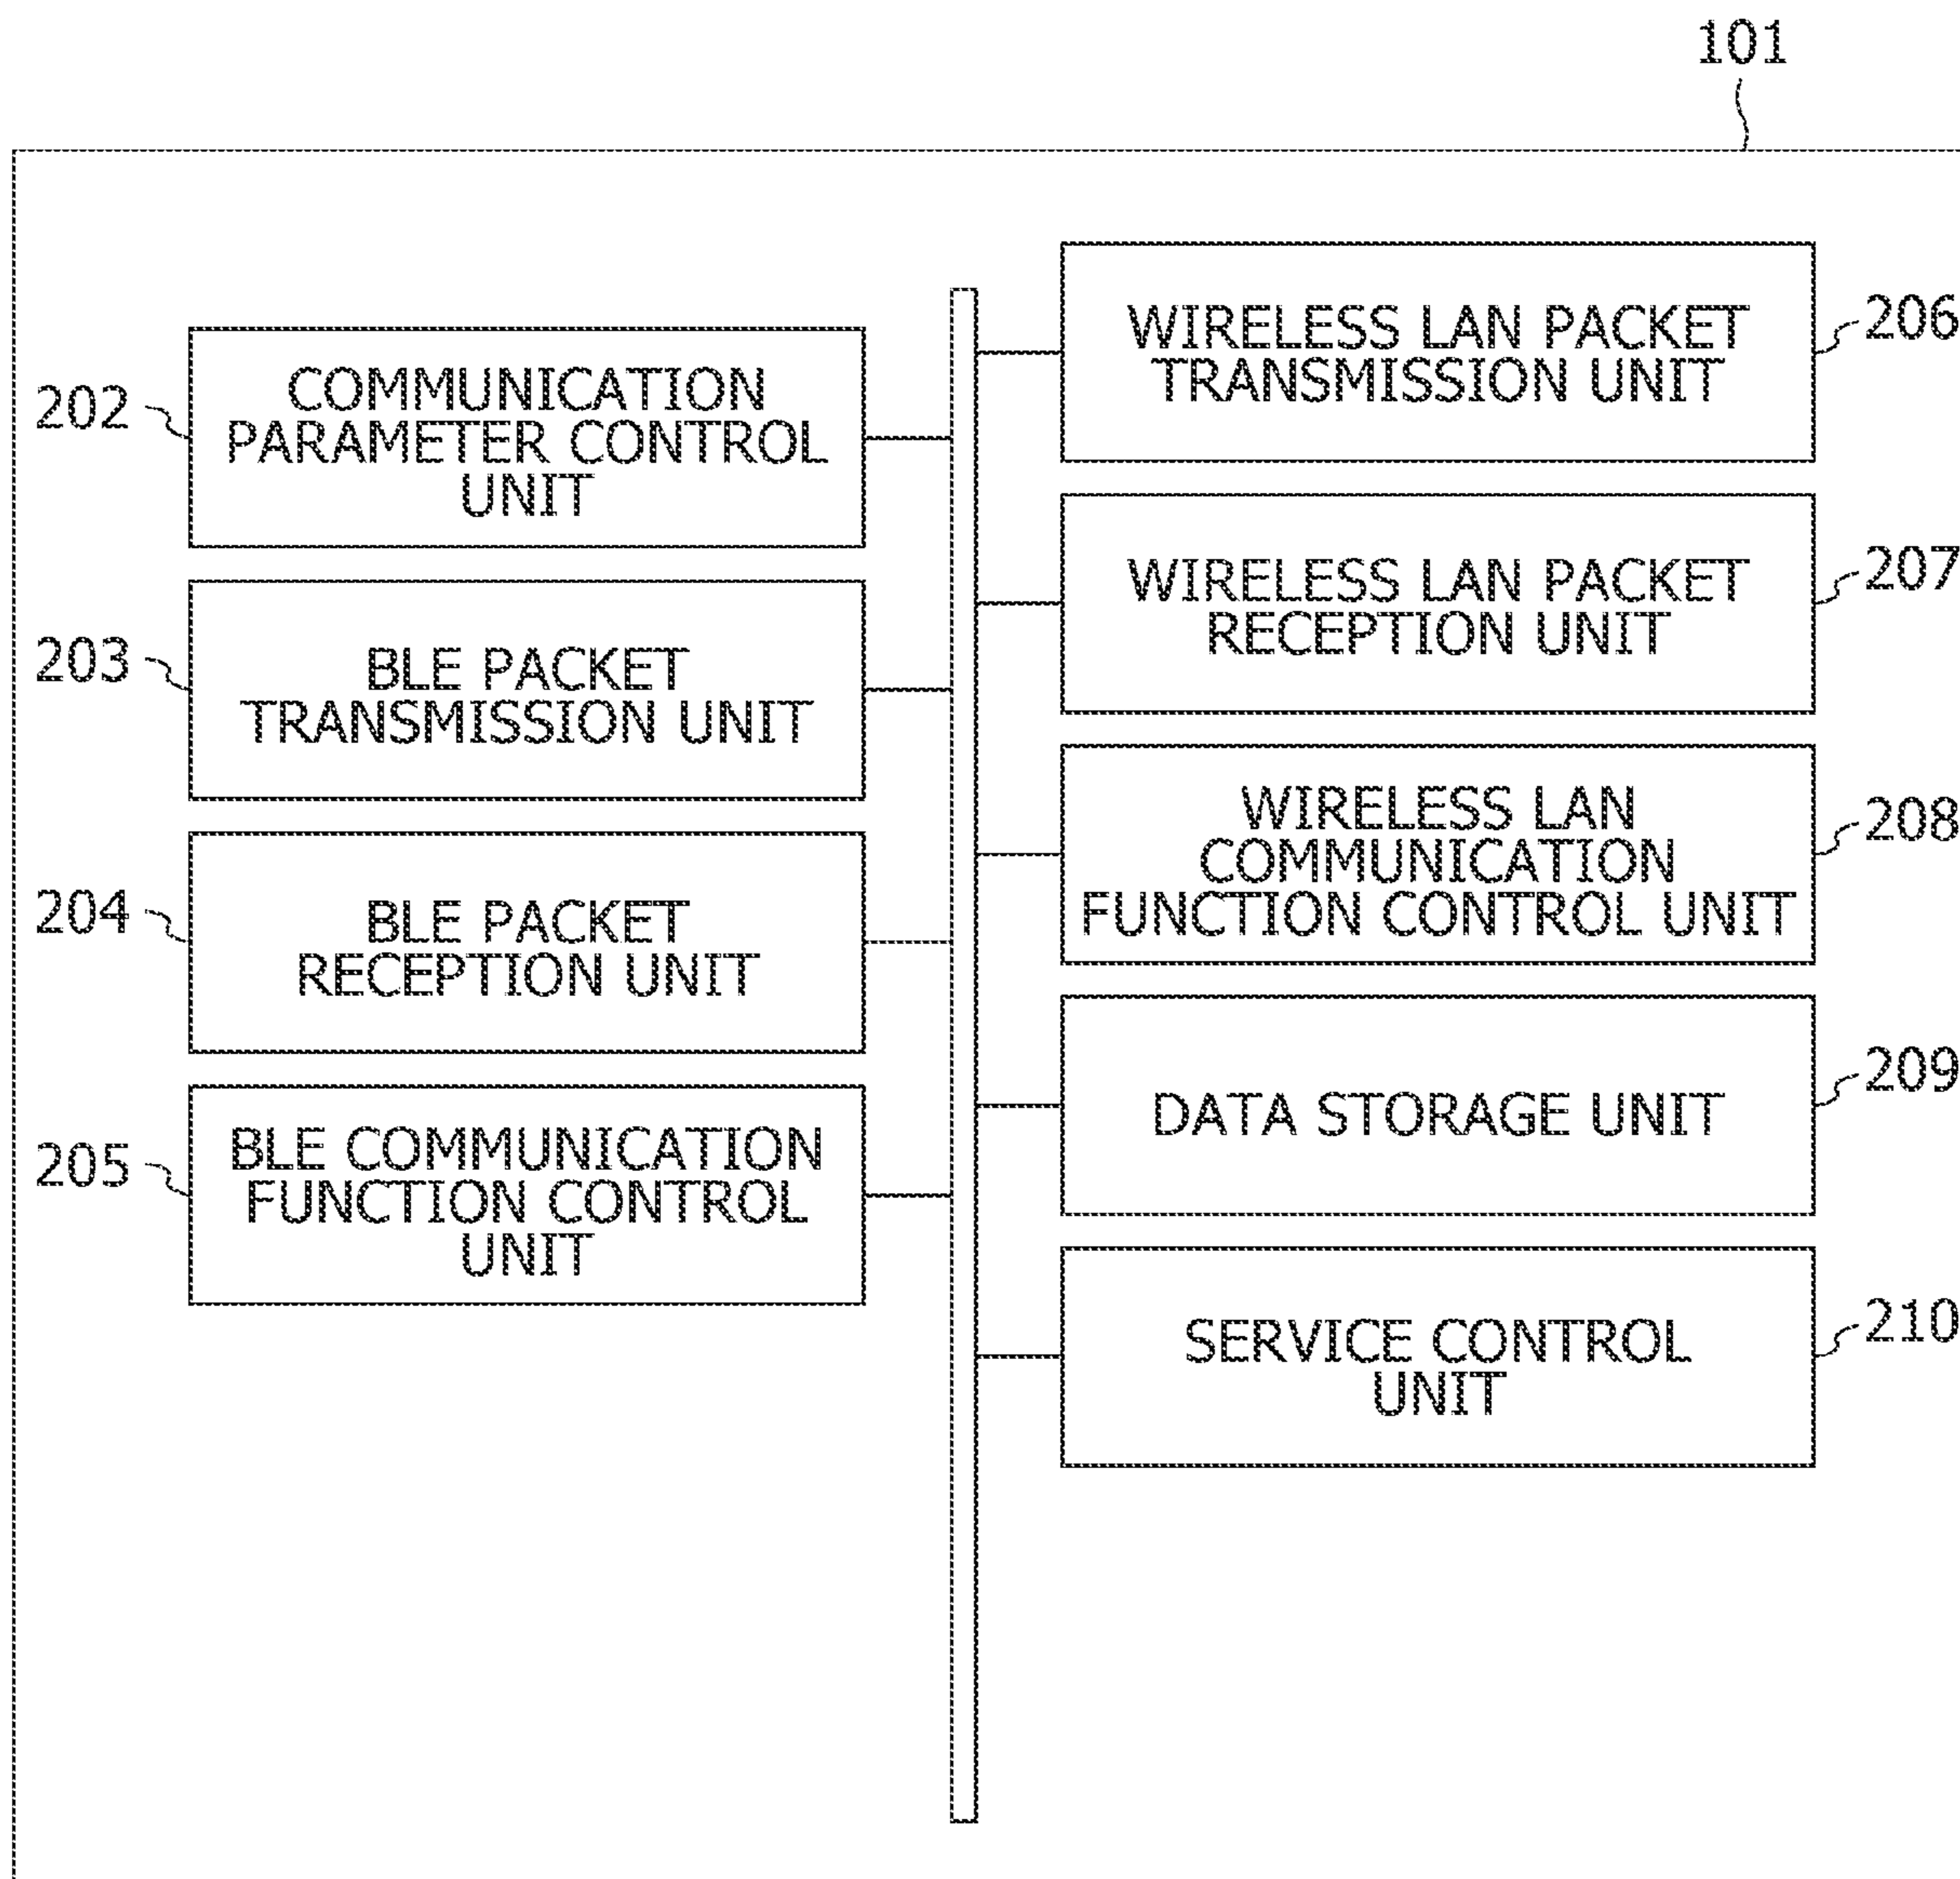 101
202
COMMUNICATION
PARAMETER CONTROL
UNIT
203
BLE PACKET
TRANSMISSION UNIT
204
BLE PACKET
RECEPTION UNIT
205
BLE COMMUNICATION
FUNCTION CONTROL
UNIT
WIRELESS LAN PACKET
TRANSMISSION UNIT
206
WIRELESS LAN PACKET
RECEPTION UNIT
207
WIRELESS LAN
COMMUNICATION
FUNCTION CONTROL UNIT
208
DATA STORAGE UNIT
209
SERVICE CONTROL
UNIT
210